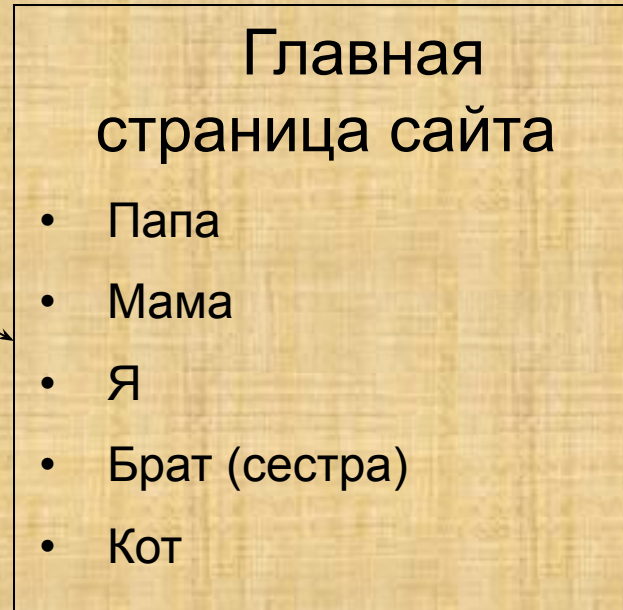 Главная
страница сайта
• Папа
• Мама
• Я
• Брат (сестра)
• Кот